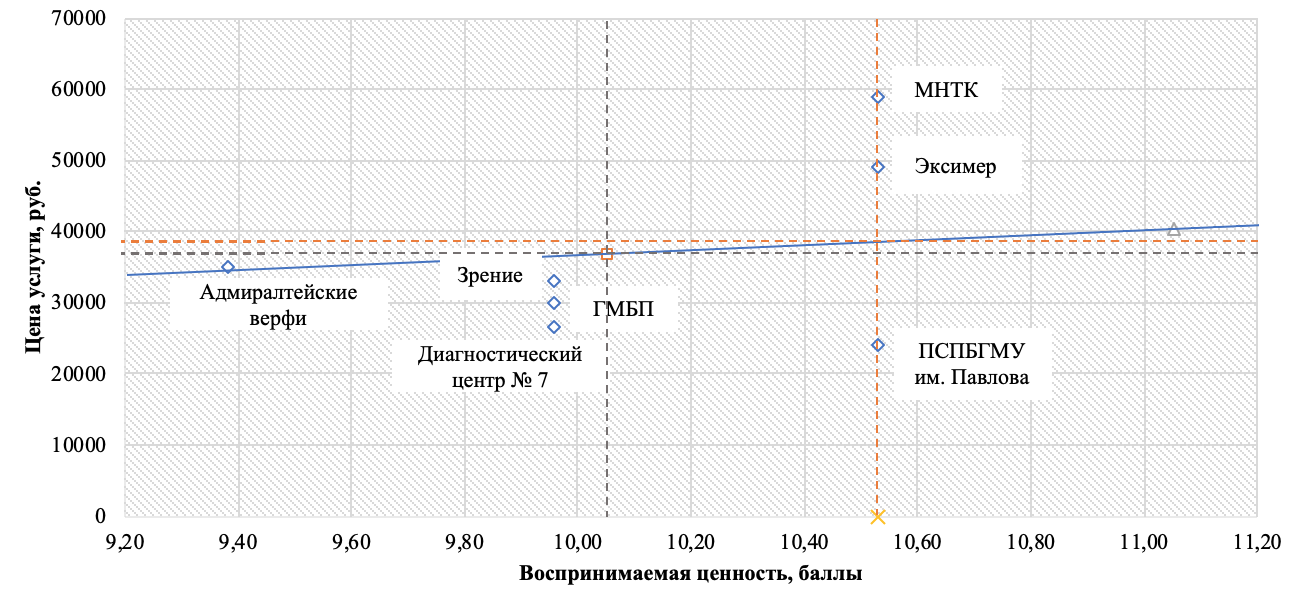 70000
60000
50000
40000
30000
20000
10000
0
Цена услуги, руб.
МНТК
Эксимер
Зрение
Адмиралтейские
верфи
ГМБП
Диагностический
центр № 7
ПСПБГМУ
им. Павлова
9,20 9,40 9,60 9,80 10,00 10,20 10,40 10,60 10,80 11,00 11,20
Воспринимаемая ценность, баллы